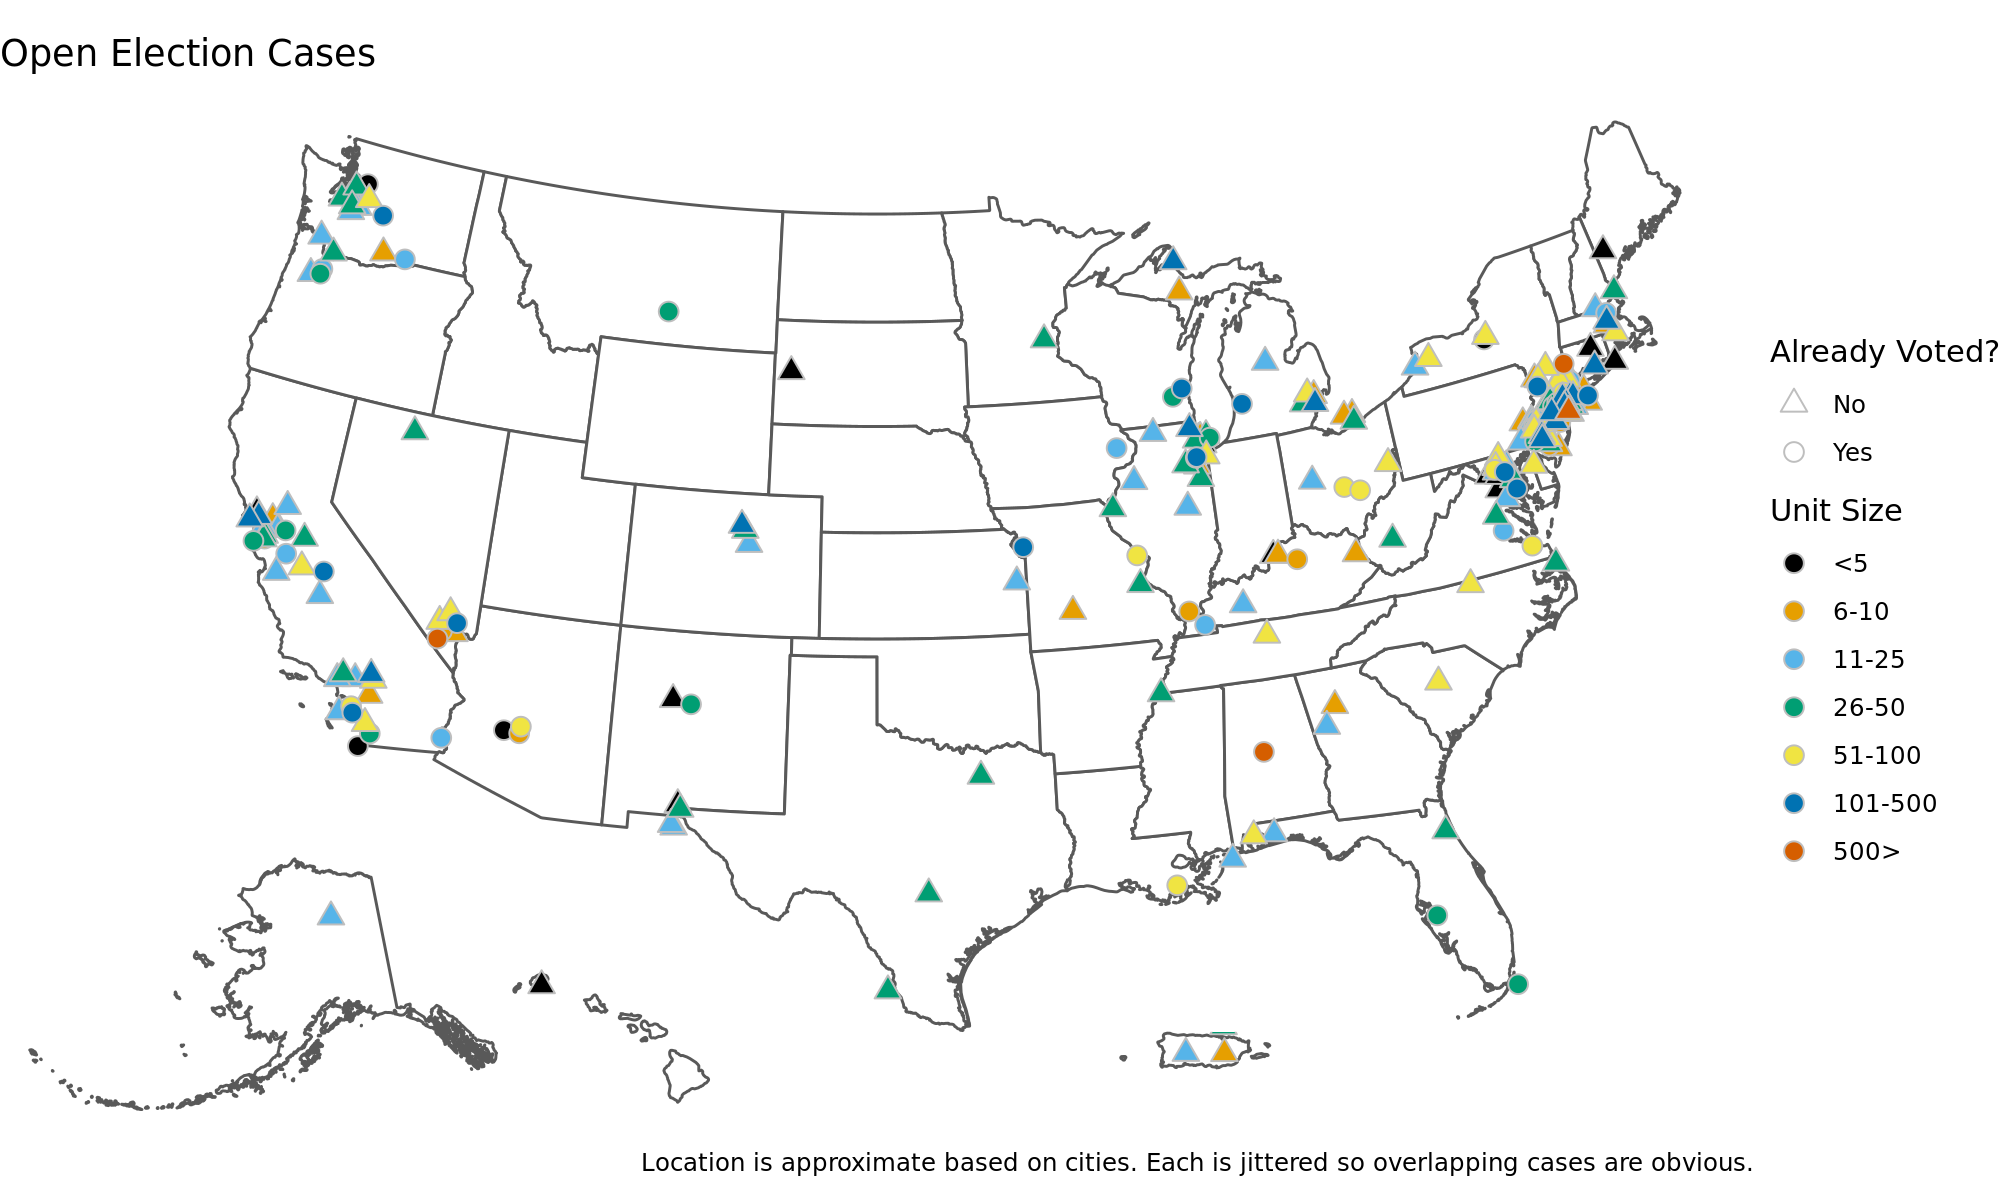 Open Election Cases
Already Voted?
No
Yes
Unit Size
<5
6-10
11-25
26-50
51-100
101-500
500>
Location is approximate based on cities. Each is jittered so overlapping cases are obvious.